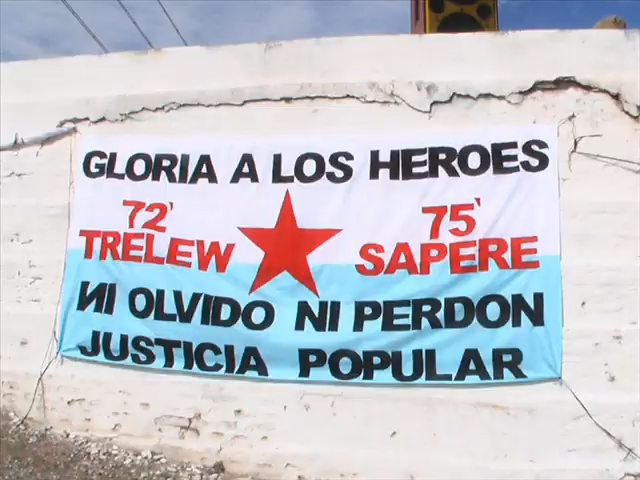 GLORIA A LOS HEROES
72' 75'
TRELEW SAPERE
NI OLVIDO NI PERDON
JUSTICIA POPULAR